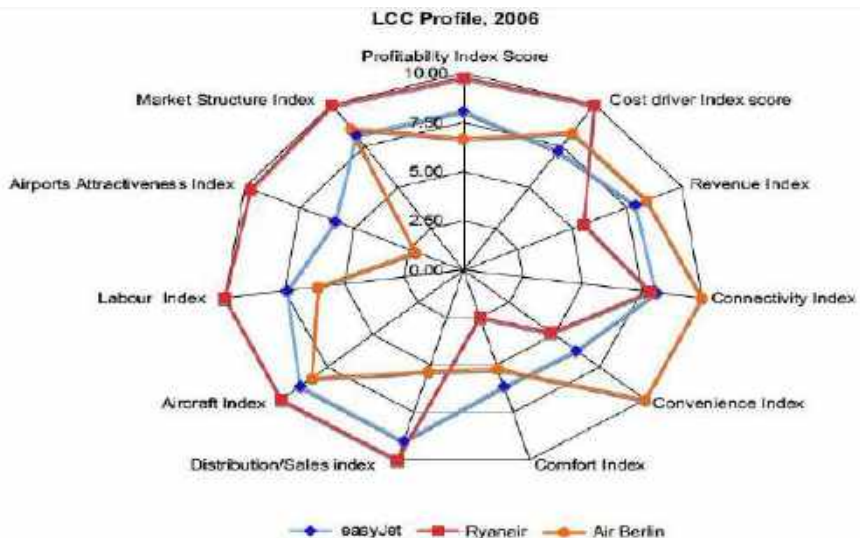 LCC Profile, 2006
Profitability Index Score
10.00
Market Structure Index
Cost driver Index score
7.50
Airports Attractiveness Index
5.00
Revenue Index
2.50
0.00
Labour Index
Connectivity Index
Aircraft Index
Convenience Index
Distribution/Sales index
Comfort Index
easyJet
Ryanair
Air Berlin